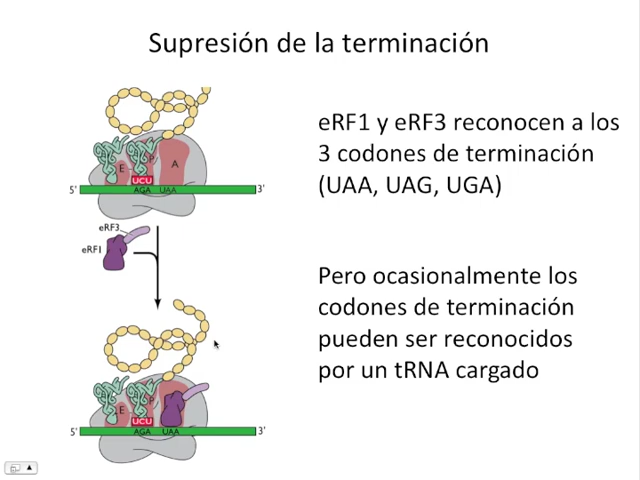 Supresión de la terminación
eRF1 y eRF3 reconocen a los
3 codones de terminación
(UAA, UAG, UGA)
Pero ocasionalmente los
codones de terminación
pueden ser reconocidos
por un tRNA cargado
E
P
A
UCU
5'
AGA
UAA
3'
eRF3
eRF1
E
P
UCU
5'
AGA
UAA
3'